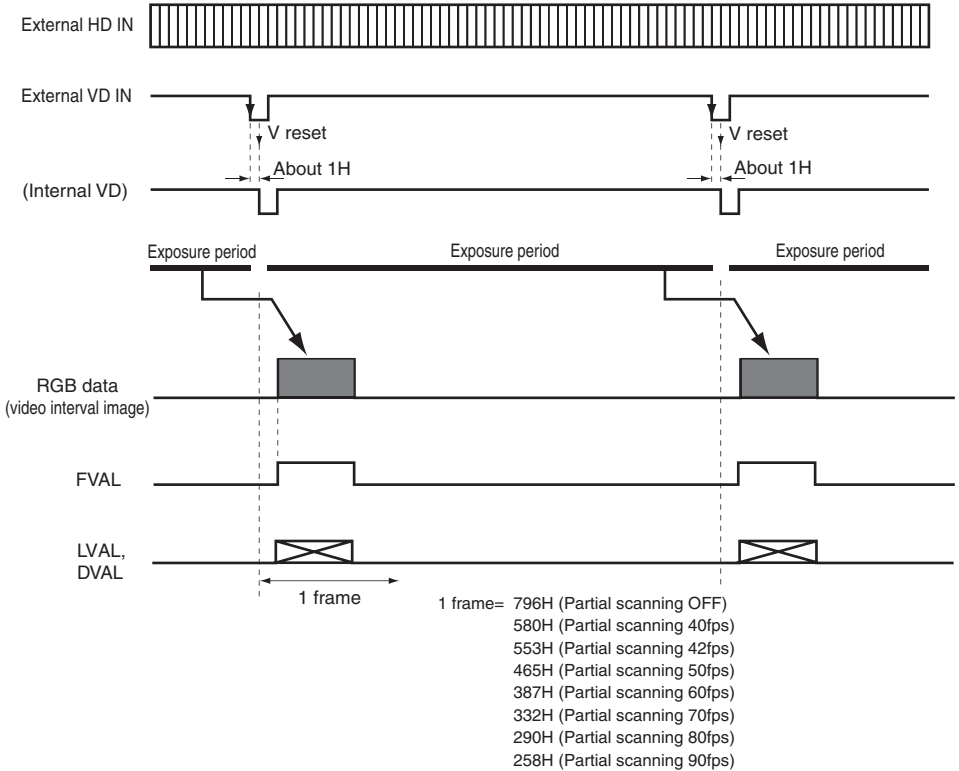 External HD IN
External VD IN
V reset
V reset
About 1H
About 1H
(Internal VD)
Exposure period
Exposure period
Exposure period
RGB data
(video interval image)
FVAL
LVAL,
DVAL
1 frame
1 frame= 796H (Partial scanning OFF)
580H (Partial scanning 40fps)
553H (Partial scanning 42fps)
465H (Partial scanning 50fps)
387H (Partial scanning 60fps)
332H (Partial scanning 70fps)
290H (Partial scanning 80fps)
258H (Partial scanning 90fps)